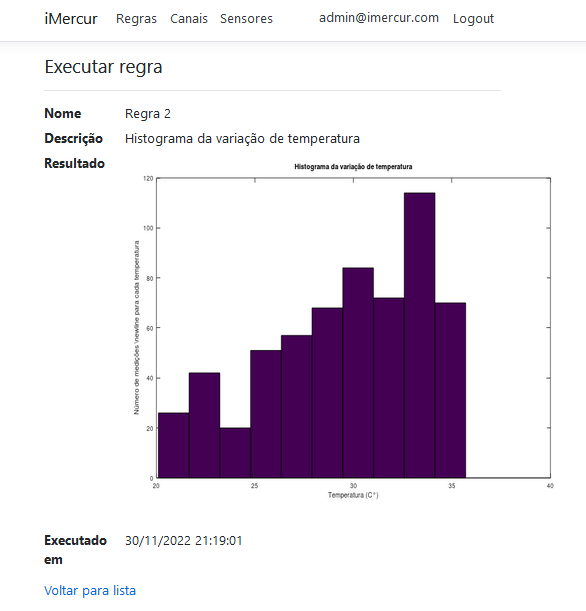 iMercur Regras Canais Sensores admin@imercur.com Logout
Executar regra
Nome Regra 2
Descrição Histograma da variação de temperatura
Resultado
Histograma da variação de temperatura
120
100
80
60
40
20
0
Número de medições \newline para cada temperatura
20 25 30 35 40
Temperatura (C°)
Executado 30/11/2022 21:19:01
em
Voltar para lista